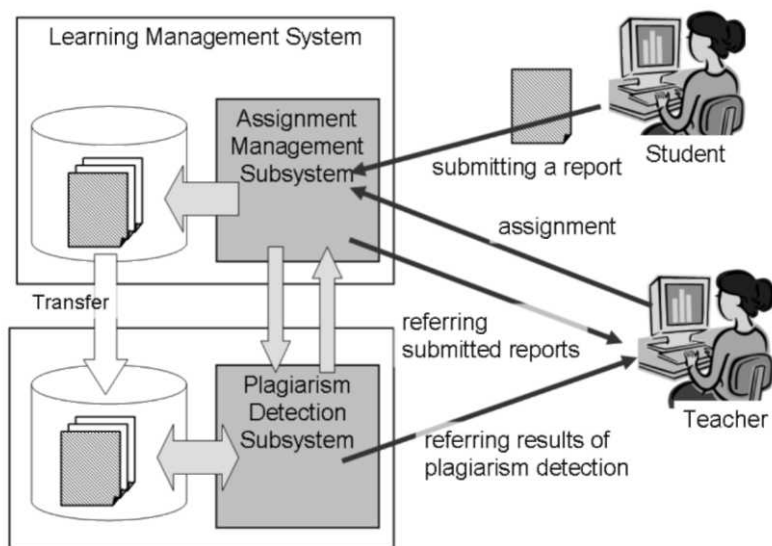 Learning Management System
Assignment
Management
Subsystem
submitting a report
Student
assignment
Transfer
referring
submitted reports
Plagiarism
Detection
Subsystem
Teacher
referring results of
plagiarism detection